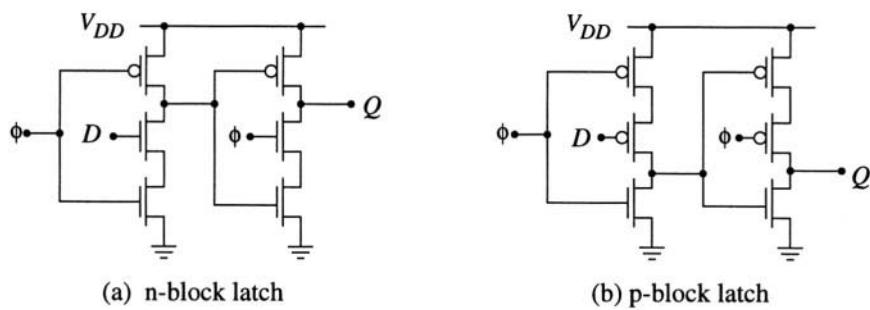 V_DD
φ
D
φ
Q
(a) n-block latch
V_DD
φ
D
φ
Q
(b) p-block latch